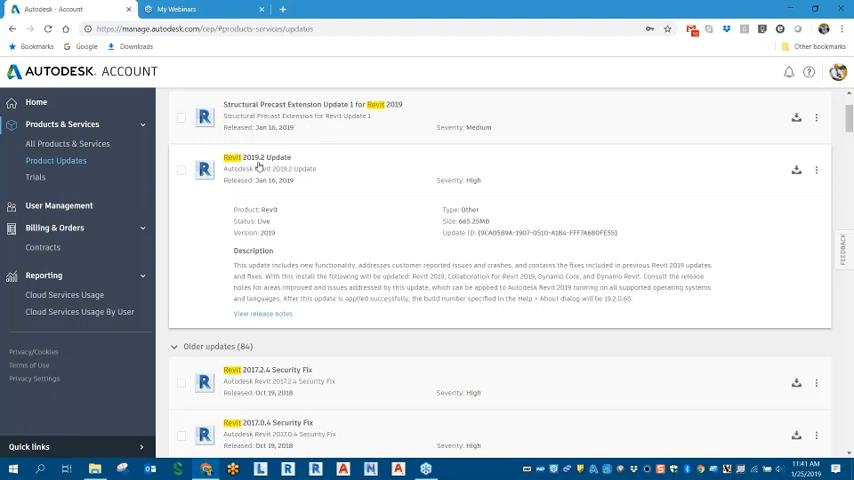 Autodesk - Account
My Webinars
https://manage.autodesk.com/cep/#products-services/updates
Bookmarks
Google
Downloads
Other bookmarks
AUTODESK. ACCOUNT
Home
Products & Services
All Products & Services
Product Updates
Trials
User Management
Billing & Orders
Contracts
Reporting
Cloud Services Usage
Cloud Services Usage By User
Privacy/Cookies
Terms of Use
Privacy Settings
Quick links
Structural Precast Extension Update 1 for Revit 2019
Structural Precast Extension for Revit Update 1
Released: Jan 16, 2019
Severity: Medium
Revit 2019.2 Update
Autodesk Revit 2019.2 Update
Released: Jan 16, 2019
Severity: High
Product: Revit
Type: Other
Status: Live
Size: 665.25MB
Version: 2019
Update ID: {9CA05B9A-1907-0510-A1B4-FFF7A680FE55}
Description
This update includes new functionality, addresses customer reported issues and crashes, and contains the fixes included in previous Revit 2019 updates
and fixes. With this install the following will be updated: Revit 2019, Collaboration for Revit 2019, Dynamo Core, and Dynamo Revit. Consult the release
notes for areas improved and issues addressed by this update, which can be applied to Autodesk Revit 2019 running on all supported operating systems
and languages. After this update is applied successfully, the build number specified in the Help > About dialog will be 19.2.0.65.
View release notes
Older updates (84)
Revit 2017.2.4 Security Fix
Autodesk Revit 2017.2.4 Security Fix
Released: Oct 19, 2018
Severity: High
Revit 2017.0.4 Security Fix
Autodesk Revit 2017.0.4 Security Fix
Released: Oct 19, 2018
Severity: High
FEEDBACK
11:41 AM
1/25/2019